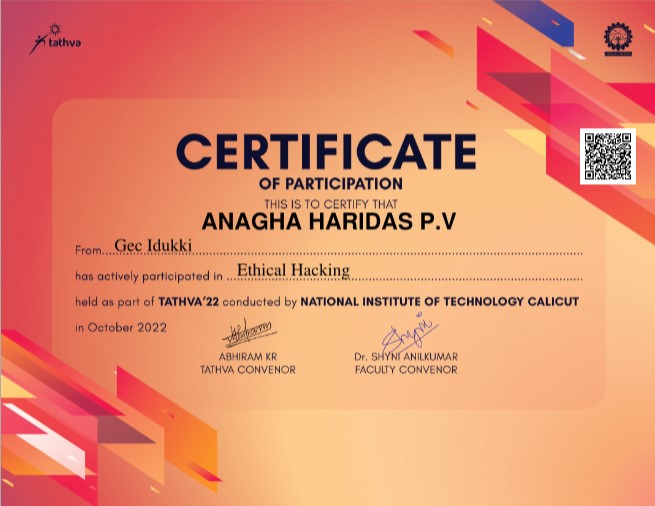 tathva
CERTIFICATE
OF PARTICIPATION
THIS IS TO CERTIFY THAT
ANAGHA HARIDAS P.V
From Gec Idukki
has actively participated in Ethical Hacking
held as part of TATHVA'22 conducted by NATIONAL INSTITUTE OF TECHNOLOGY CALICUT
in October 2022
Shyni
ABHIRAM KR
TATHVA CONVENOR
Dr. SHYNI ANILKUMAR
FACULTY CONVENOR